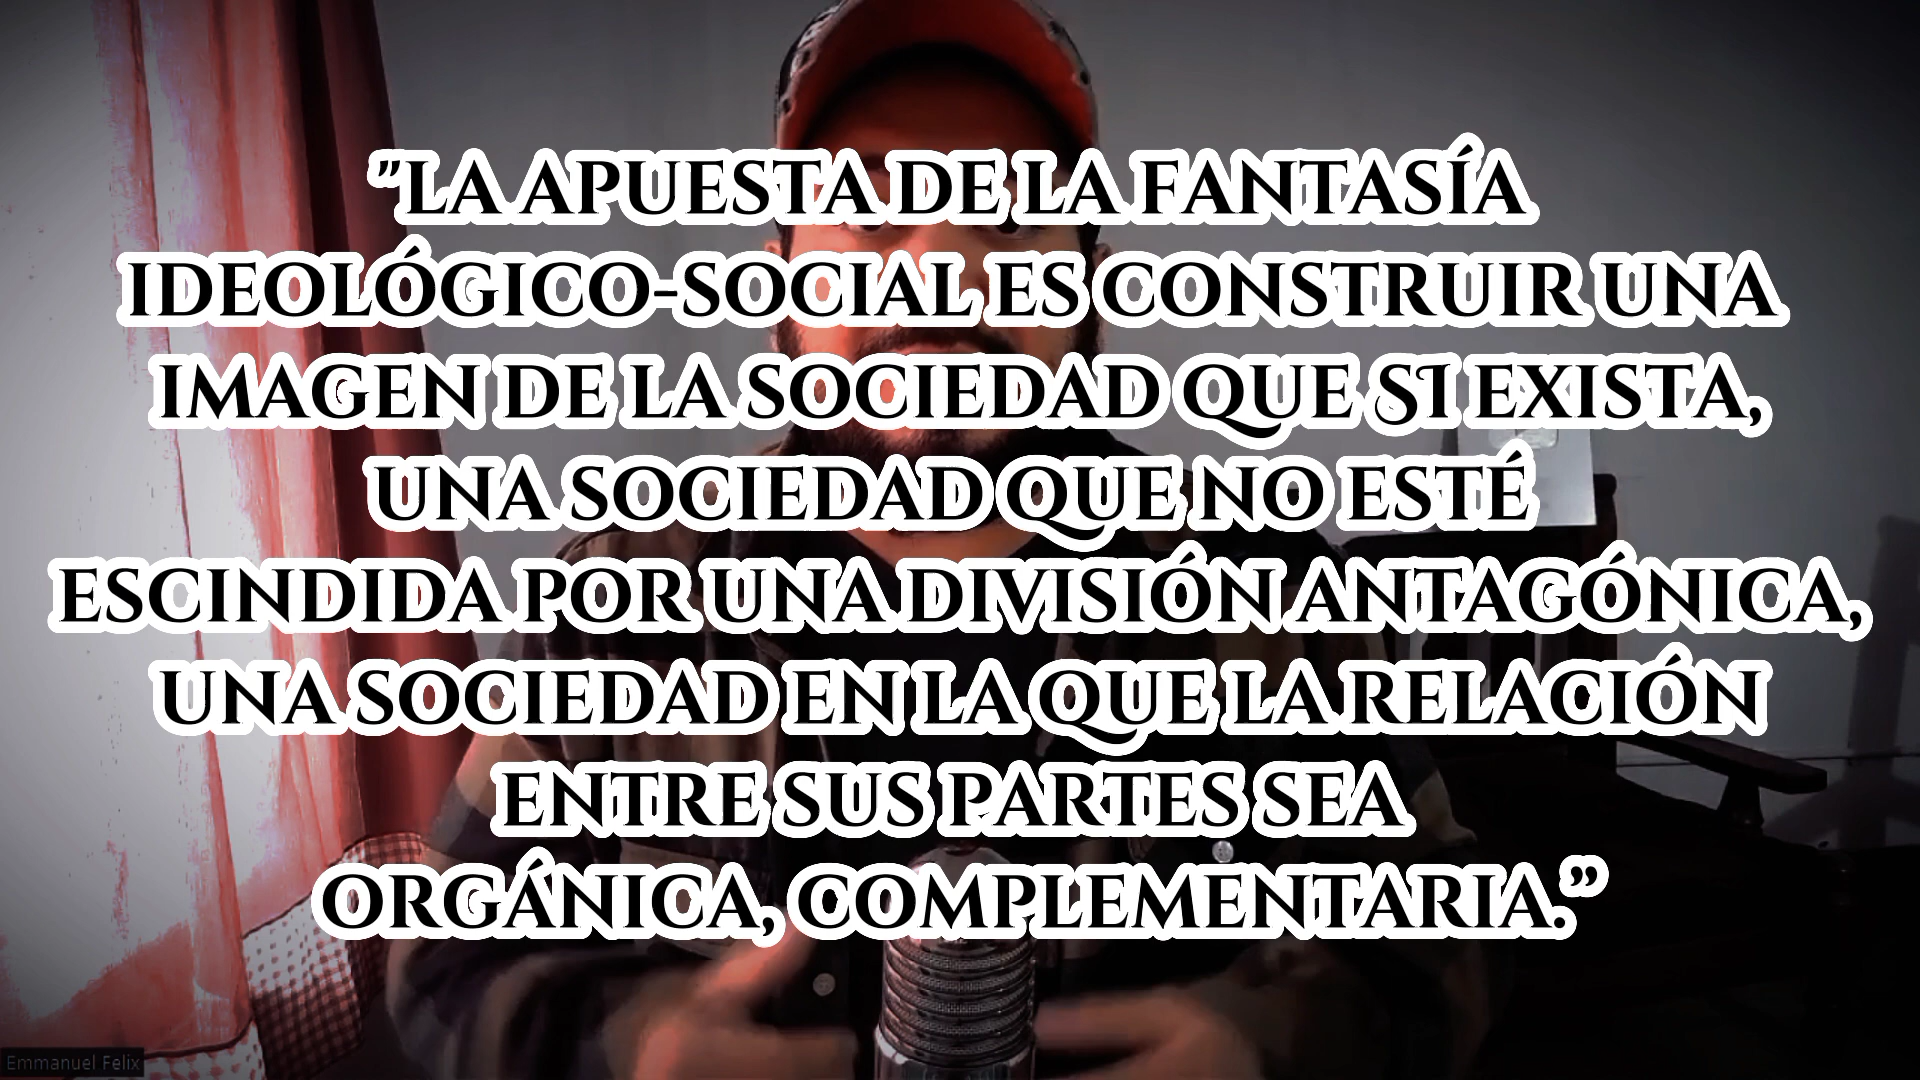 "LA APUESTA DE LA FANTASÍA
IDEOLÓGICO-SOCIAL ES CONSTRUIR UNA
IMAGEN DE LA SOCIEDAD QUE SI EXISTA,
UNA SOCIEDAD QUE NO ESTÉ
ESCINDIDA POR UNA DIVISIÓN ANTAGÓNICA,
UNA SOCIEDAD EN LA QUE LA RELACIÓN
ENTRE SUS PARTES SEA
ORGÁNICA, COMPLEMENTARIA.”
Emmanuel Felix